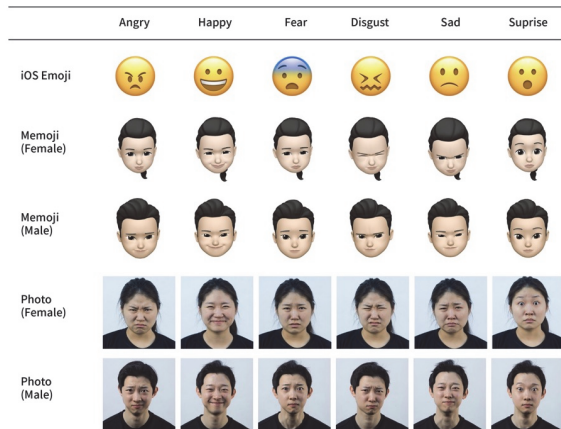 Angry Happy Fear Disgust Sad Suprise
iOS Emoji
Memoji
(Female)
Memoji
(Male)
Photo
(Female)
Photo
(Male)